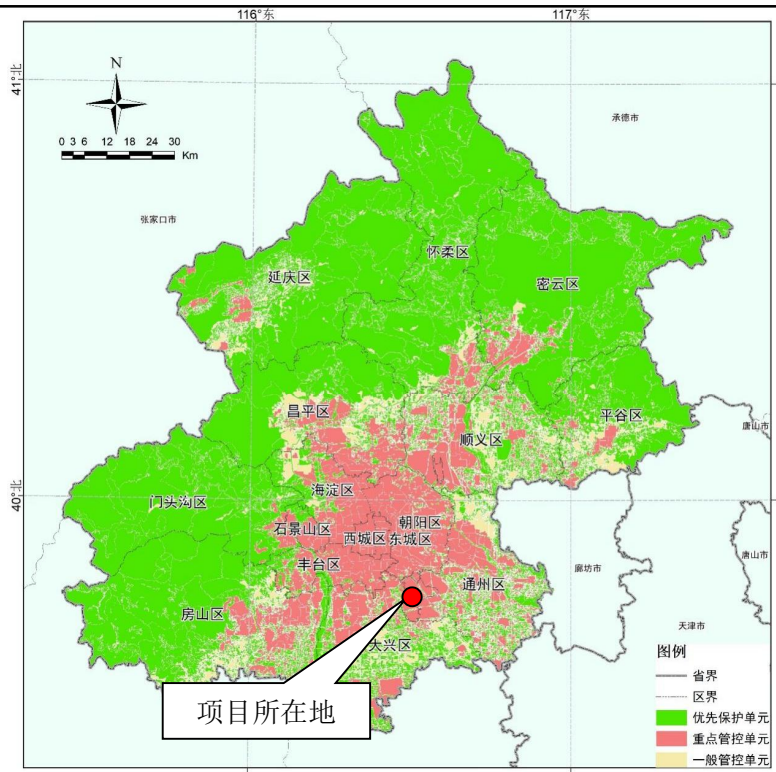 116°东
117°东
41°北
N
0 3 6 12 18 24 30
Km
承德市
张家口市
怀柔区
延庆区
密云区
昌平区
平谷区
顺义区
唐山市
海淀区
门头沟区
40°北
石景山区
朝阳区
西城区
东城区
丰台区
通州区
廊坊市
唐山市
房山区
天津市
大兴区
项目所在地
图例
省界
区界
优先保护单元
重点管控单元
一般管控单元